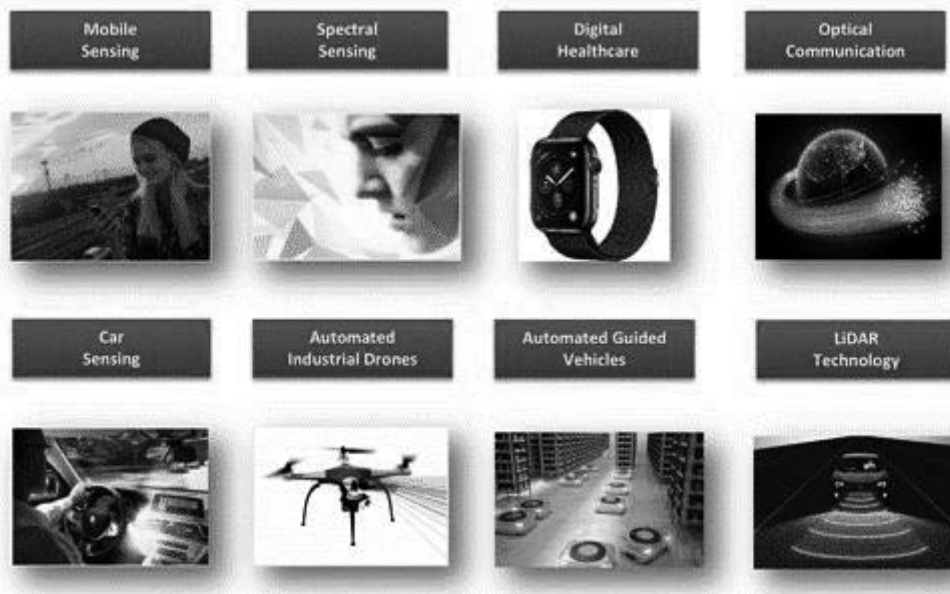 Mobile
Sensing
Spectral
Sensing
Digital
Healthcare
Optical
Communication
Car
Sensing
Automated
Industrial Drones
Automated Guided
Vehicles
LiDAR
Technology